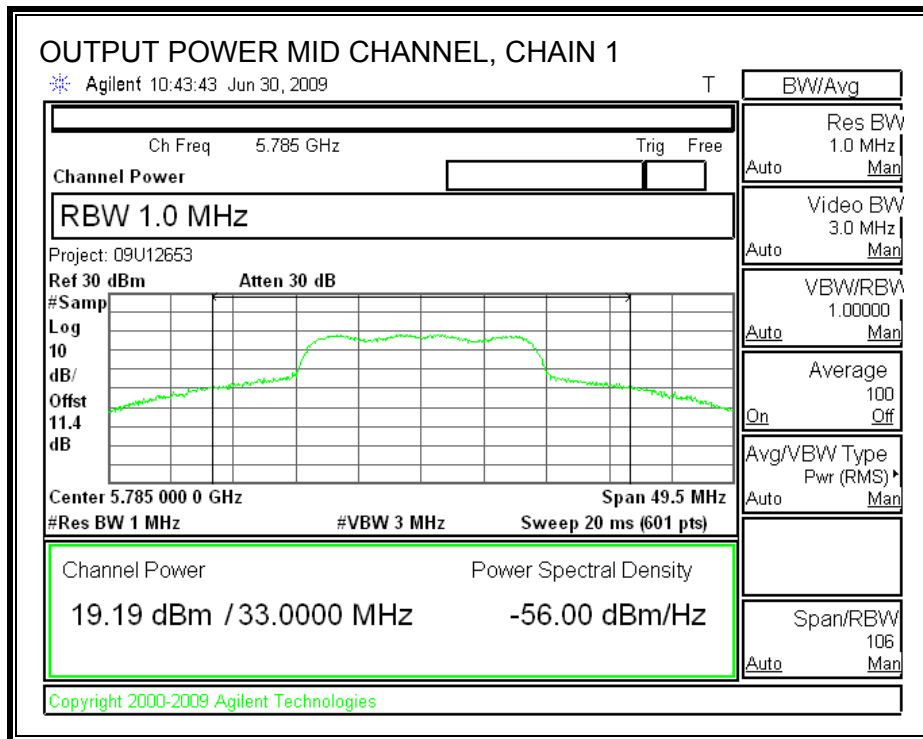 OUTPUT POWER MID CHANNEL, CHAIN 1
Agilent 10:43:43 Jun 30, 2009 T
Ch Freq 5.785 GHz Trig Free
Channel Power
RBW 1.0 MHz
Project: 09U12653
Ref 30 dBm Atten 30 dB
#Samp
Log
10
dB/
Offst
11.4
dB
Center 5.785 000 0 GHz Span 49.5 MHz
#Res BW 1 MHz #VBW 3 MHz Sweep 20 ms (601 pts)
Channel Power Power Spectral Density
19.19 dBm / 33.0000 MHz -56.00 dBm/Hz
Copyright 2000-2009 Agilent Technologies
BW/Avg
Res BW
1.0 MHz
Auto Man
Video BW
3.0 MHz
Auto Man
VBW/RBW
1.00000
Auto Man
Average
100
On Off
Avg/VBW Type
Pwr (RMS)
Auto Man
Span/RBW
106
Auto Man